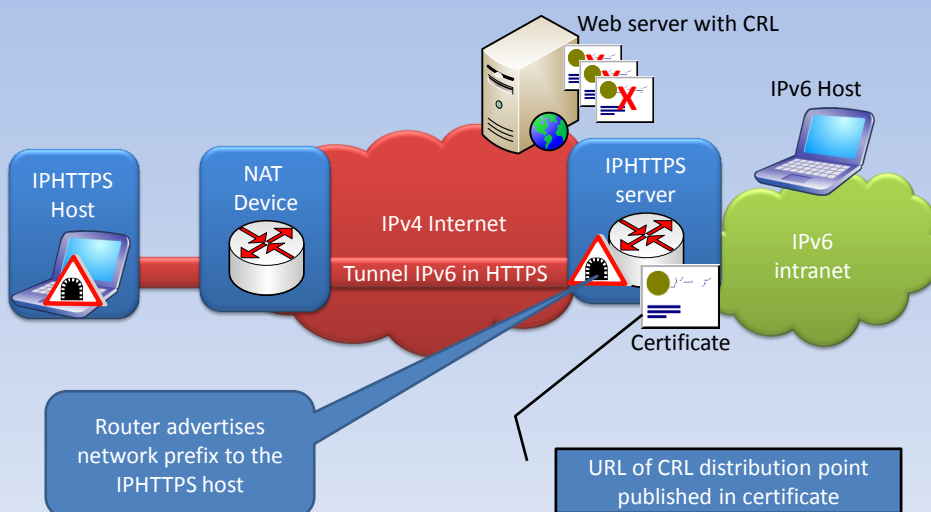 Web server with CRL
IPv6 Host
IPHTTPS
Host
NAT
Device
IPHTTPS
server
IPv4 Internet
IPv6
intranet
Tunnel IPv6 in HTTPS
Certificate
Router advertises
network prefix to the
IPHTTPS host
URL of CRL distribution point
published in certificate